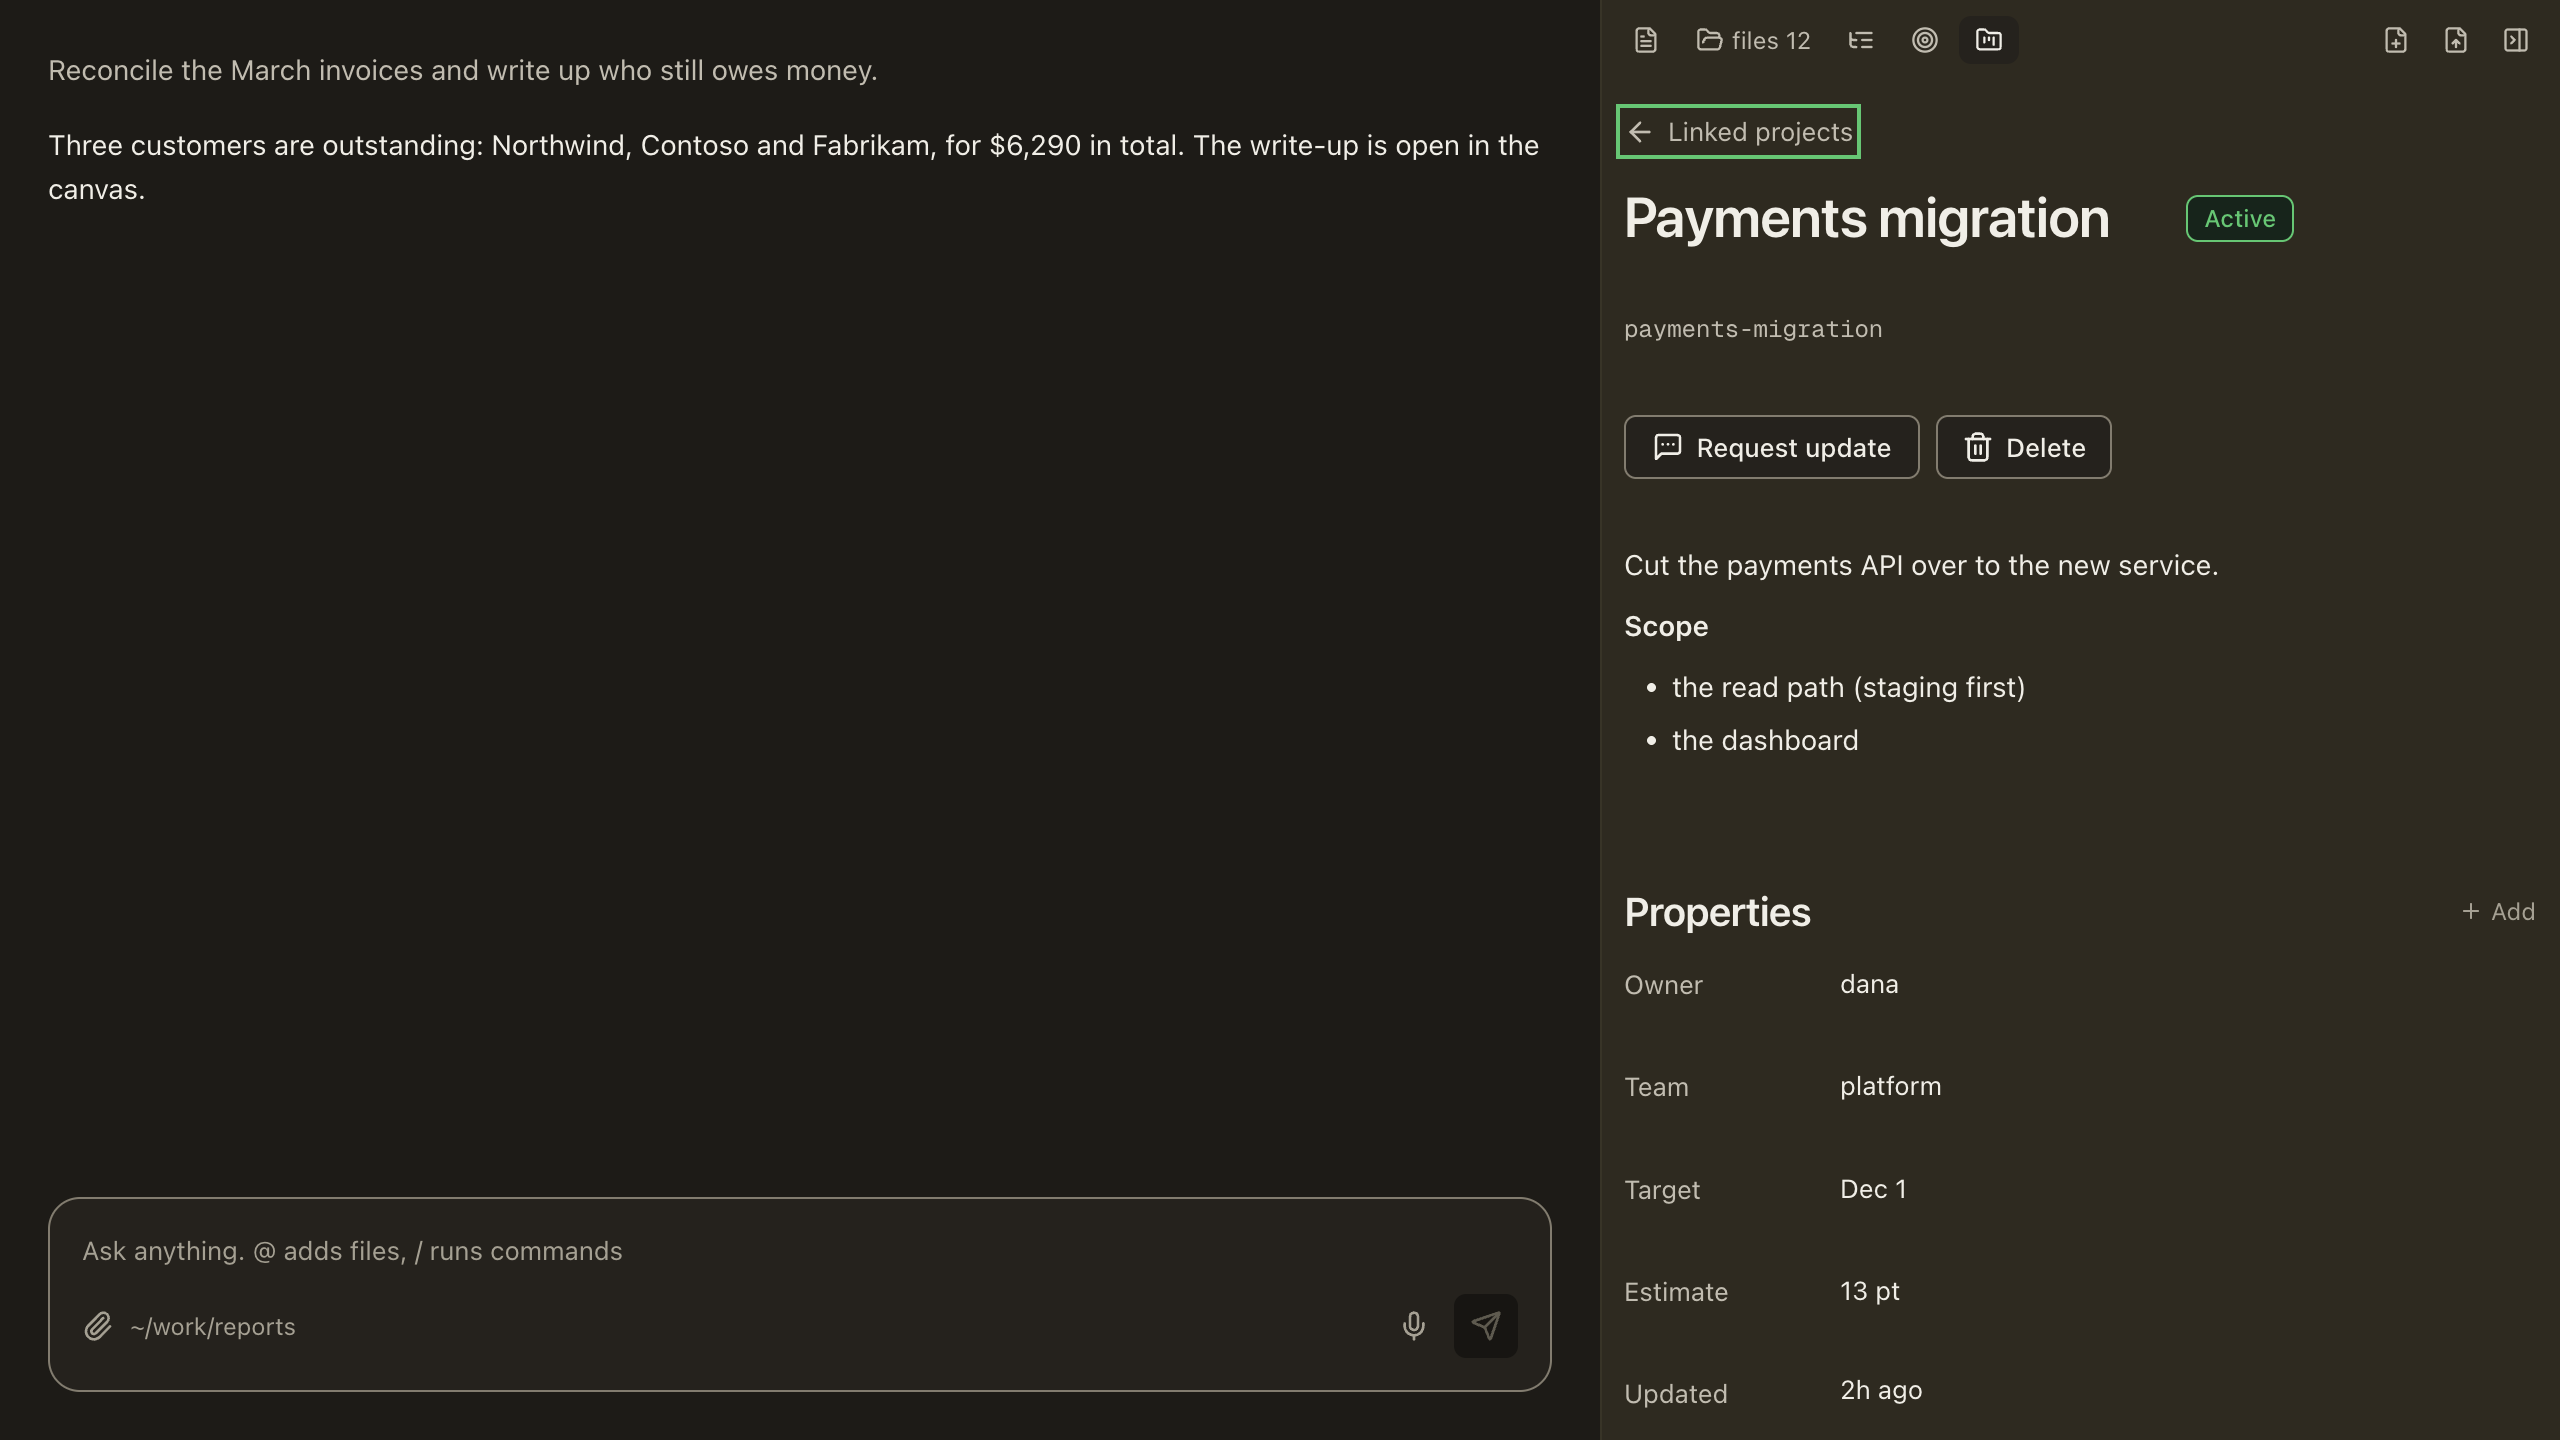 Reconcile the March invoices and write up who still owes money.
Three customers are outstanding: Northwind, Contoso and Fabrikam, for $6,290 in total. The write-up is open in the
canvas.
Ask anything. @ adds files, / runs commands
~/work/reports
files 12
Linked projects
Payments migration
Active
payments-migration
Request update
Delete
Cut the payments API over to the new service.
Scope
• the read path (staging first)
• the dashboard
Properties
+ Add
Owner dana
Team platform
Target Dec 1
Estimate 13 pt
Updated 2h ago